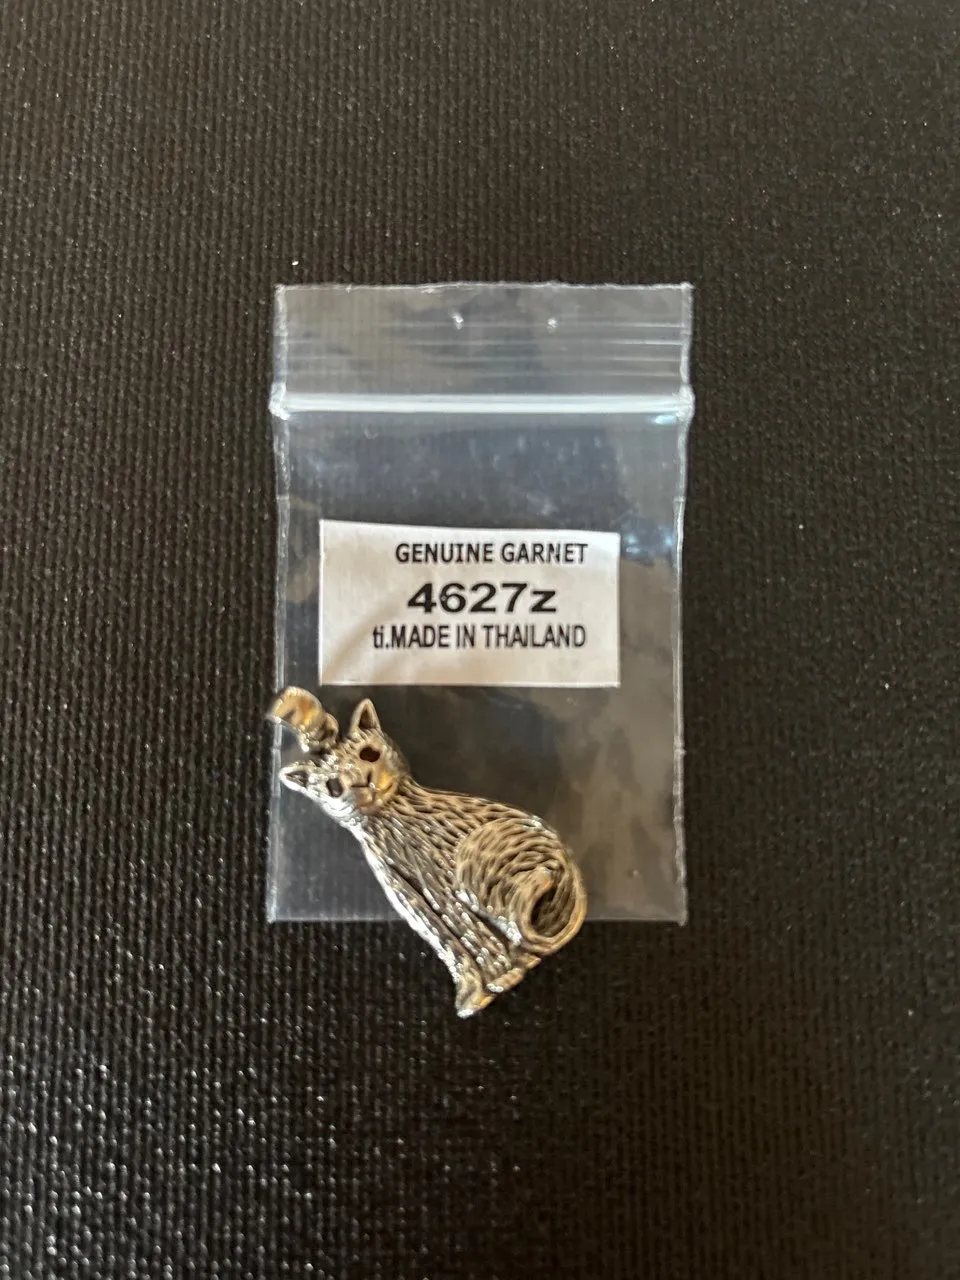 GENUINE GARNET
4627z
ti.MADE IN THAILAND